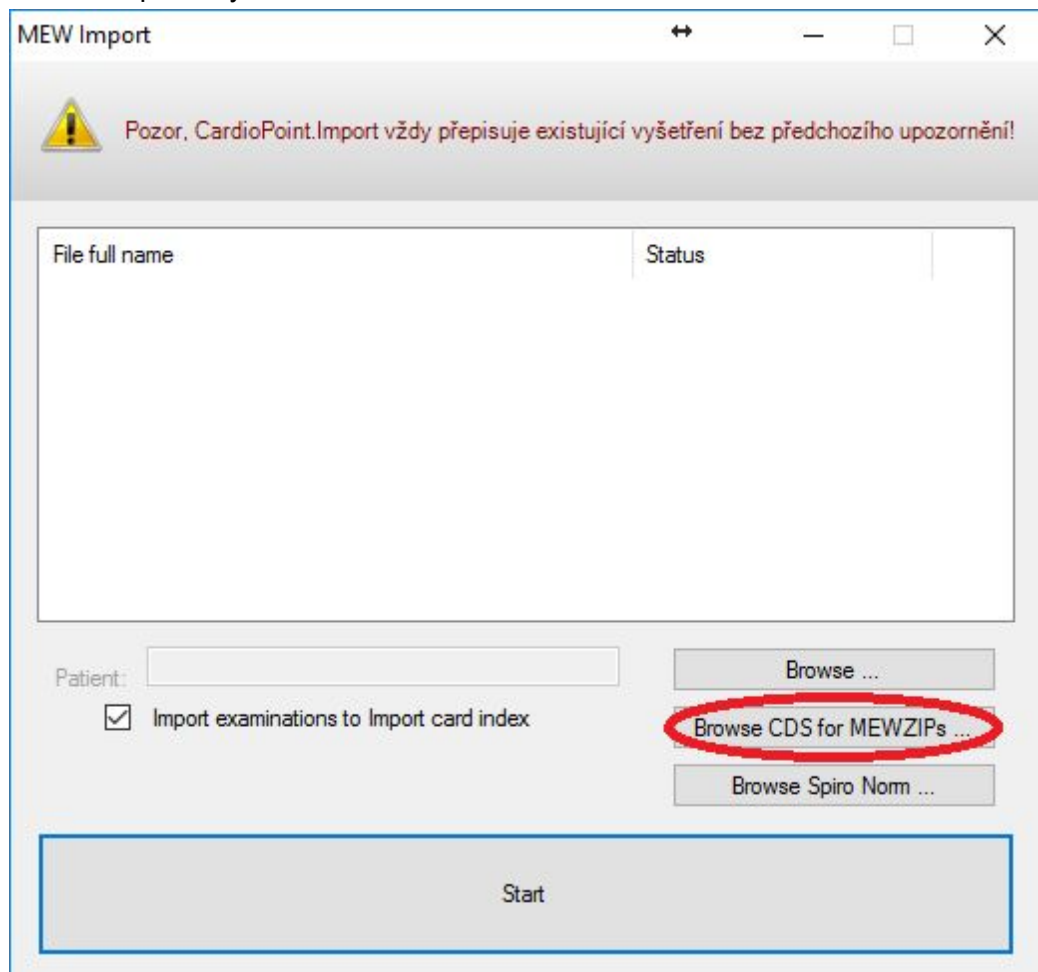 MEW Import
Pozor, CardioPoint.Import vždy přepisuje existující vyšetření bez předchozího upozornění!
File full name Status
Patient:
Browse ...
Import examinations to Import card index
Browse CDS for MEWZIPs ...
Browse Spiro Norm ...
Start